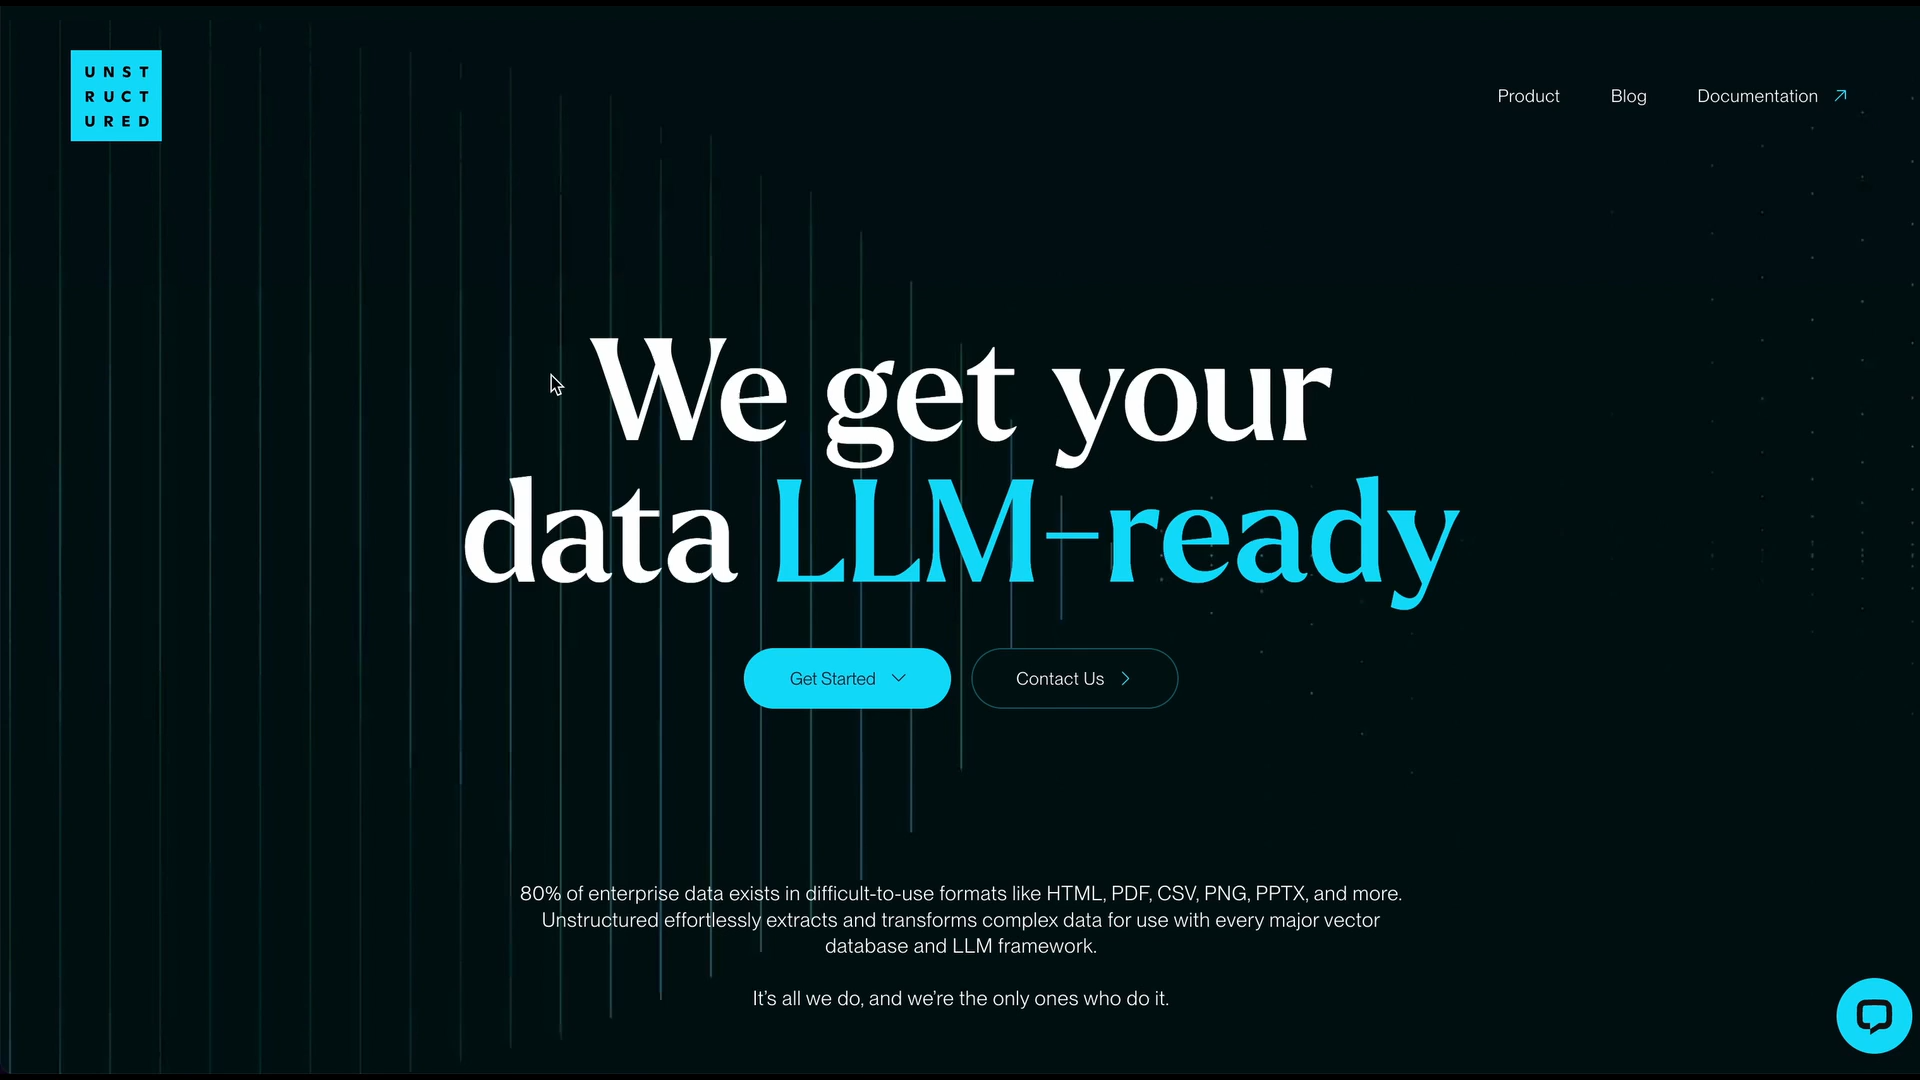 UNST
RUCT
URED
Product
Blog
Documentation
We get your
data LLM-ready
Get Started
Contact Us
80% of enterprise data exists in difficult-to-use formats like HTML, PDF, CSV, PNG, PPTX, and more.
Unstructured effortlessly extracts and transforms complex data for use with every major vector
database and LLM framework.
It’s all we do, and we’re the only ones who do it.